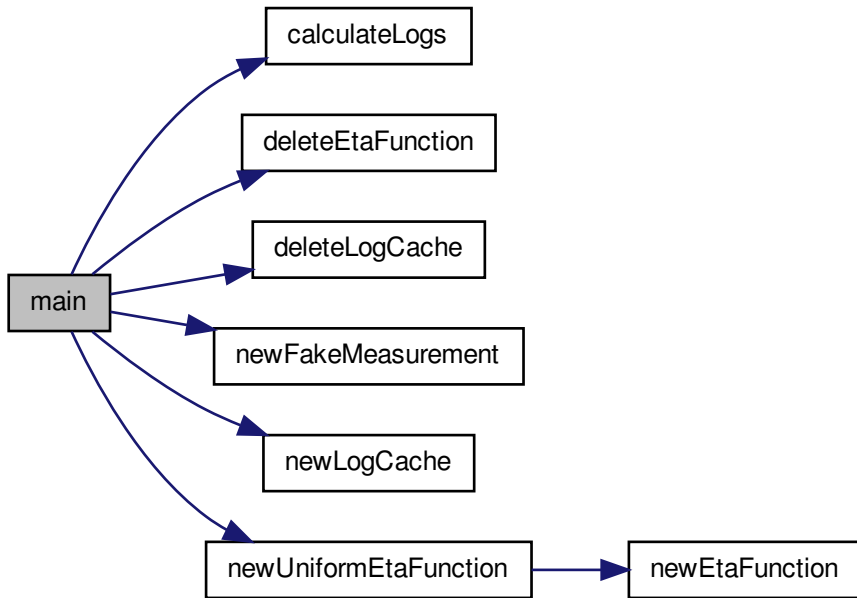 calculateLogs
deleteEtaFunction
deleteLogCache
main
newFakeMeasurement
newLogCache
newUniformEtaFunction
newEtaFunction